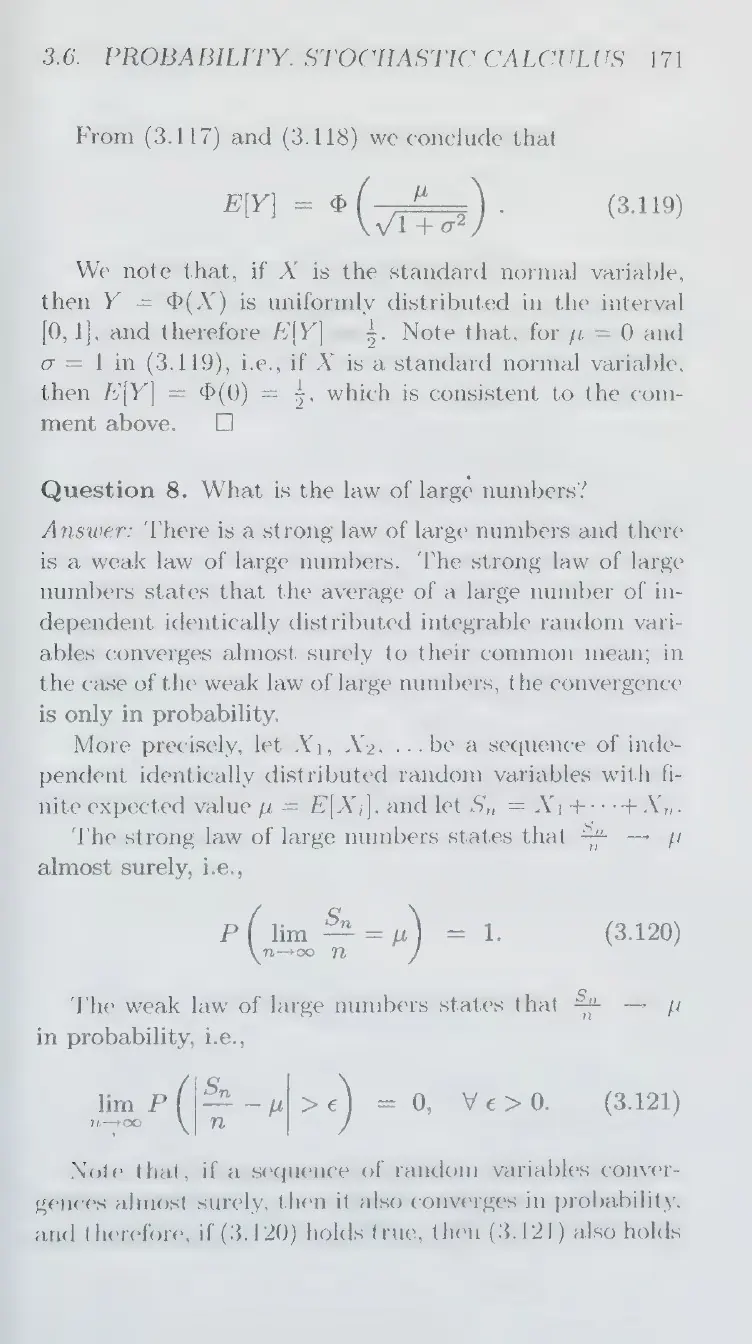 3.6. PROBABILITY. STOCHASTIC CALCULUS 171
From (3.117) and (3.118) we conclude that
E[Y] = Φ ( μ / √(1 + σ²) ) . (3.119)
We note that, if X is the standard normal variable,
then Y = Φ(X) is uniformly distributed in the interval
[0, 1], and therefore E[Y] ½. Note that, for μ = 0 and
σ = 1 in (3.119), i.e., if X is a standard normal variable,
then E[Y] = Φ(0) = ½, which is consistent to the com-
ment above. □
Question 8. What is the law of large numbers?
Answer: There is a strong law of large numbers and there
is a weak law of large numbers. The strong law of large
numbers states that the average of a large number of in-
dependent identically distributed integrable random vari-
ables converges almost surely to their common mean; in
the case of the weak law of large numbers, the convergence
is only in probability.
More precisely, let X₁, X₂, ... be a sequence of inde-
pendent identically distributed random variables with fi-
nite expected value μ = E[Xᵢ], and let Sₙ = X₁ + ··· + Xₙ.
The strong law of large numbers states that Sₙ/n → μ
almost surely, i.e.,
P ( lim n→∞ Sₙ/n = μ ) = 1. (3.120)
The weak law of large numbers states that Sₙ/n → μ
in probability, i.e.,
lim n→∞ P ( | Sₙ/n − μ | > ϵ ) = 0, ∀ ϵ > 0. (3.121)
Note that, if a sequence of random variables conver-
gences almost surely, then it also converges in probability,
and therefore, if (3.120) holds true, then (3.121) also holds